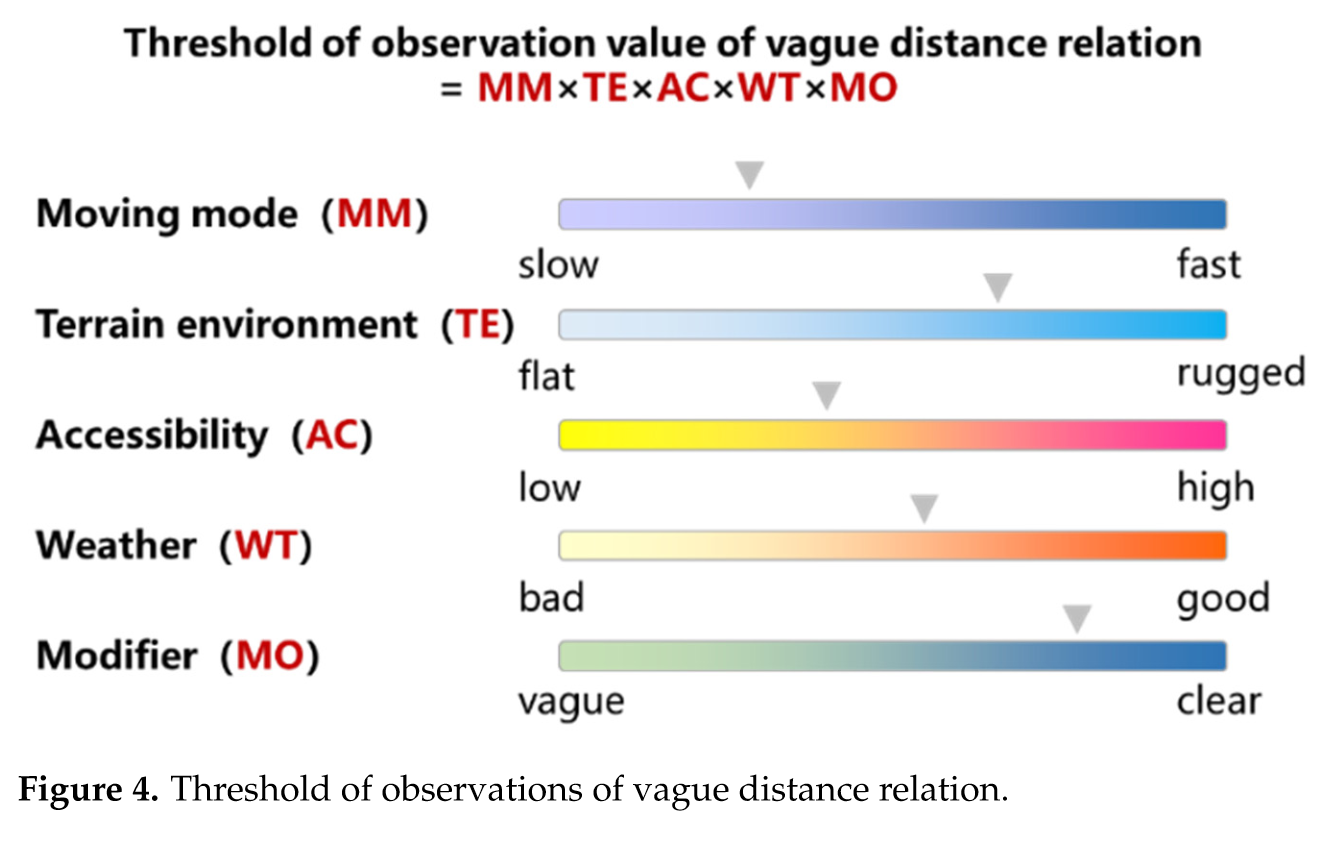 Threshold of observation value of vague distance relation
= MM×TE×AC×WT×MO
Moving mode (MM)
slow fast
Terrain environment (TE)
flat rugged
Accessibility (AC)
low high
Weather (WT)
bad good
Modifier (MO)
vague clear
Figure 4. Threshold of observations of vague distance relation.